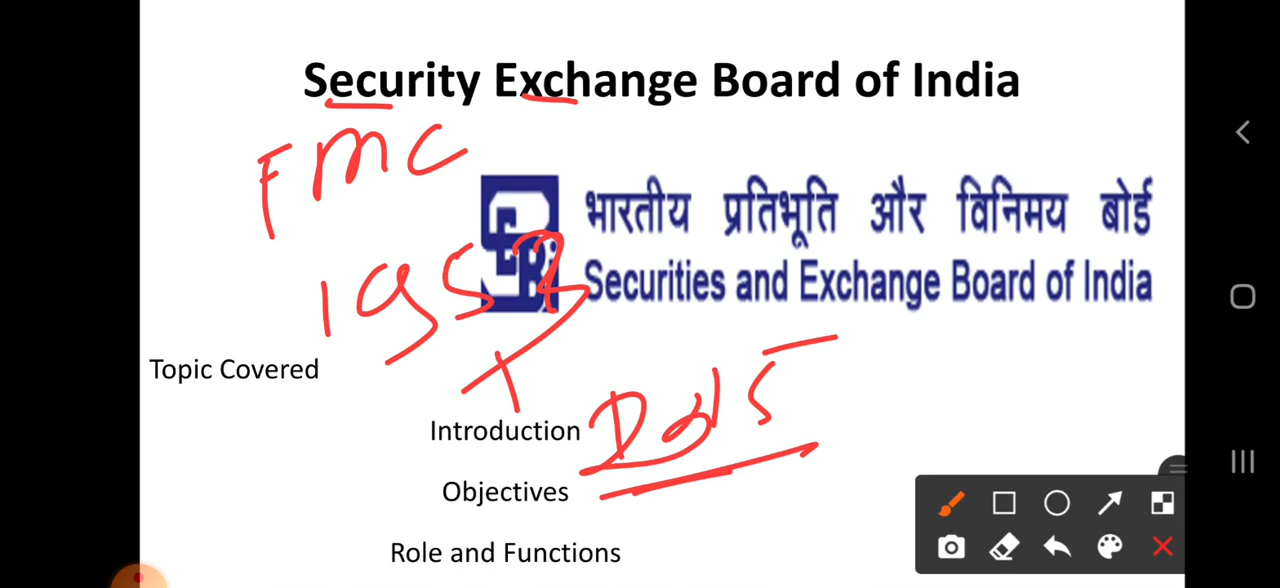 Security Exchange Board of India
FMC
भारतीय प्रतिभूति और विनिमय बोर्ड
Securities and Exchange Board of India
1952
Topic Covered
2015
Introduction
Objectives
Role and Functions